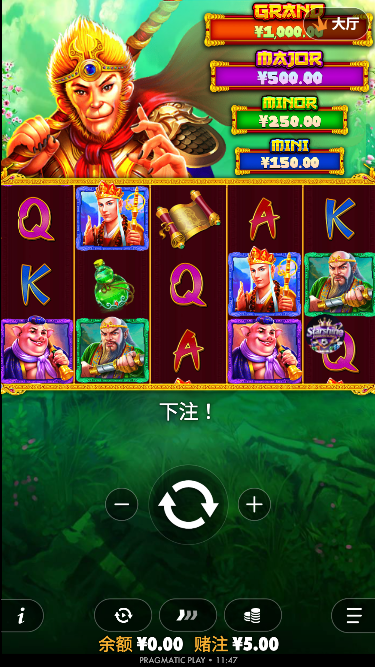 GRAND
¥1,000.
大厅
MAJOR
¥500.00
MINOR
¥250.00
MINI
¥150.00
Q A K
K Q
A Q
Starshine
下注！
余额 ¥0.00 赌注 ¥5.00
PRAGMATIC PLAY • 11:47